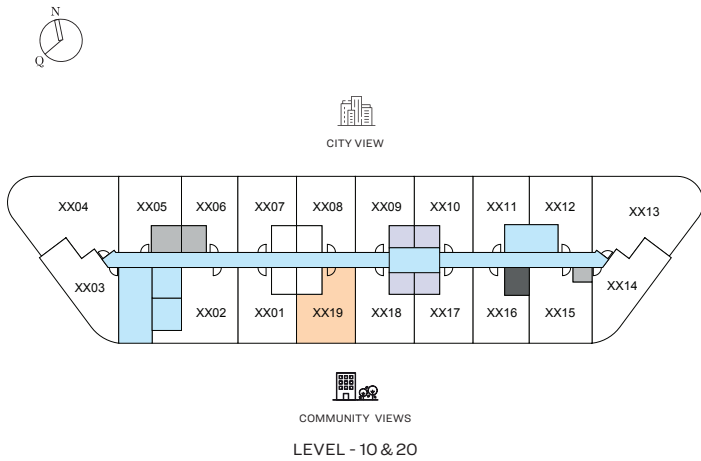 N
Q
CITY VIEW
XX04 XX05 XX06 XX07 XX08 XX09 XX10 XX11 XX12 XX13
XX03 XX02 XX01 XX19 XX18 XX17 XX16 XX15 XX14
COMMUNITY VIEWS
LEVEL - 10 & 20